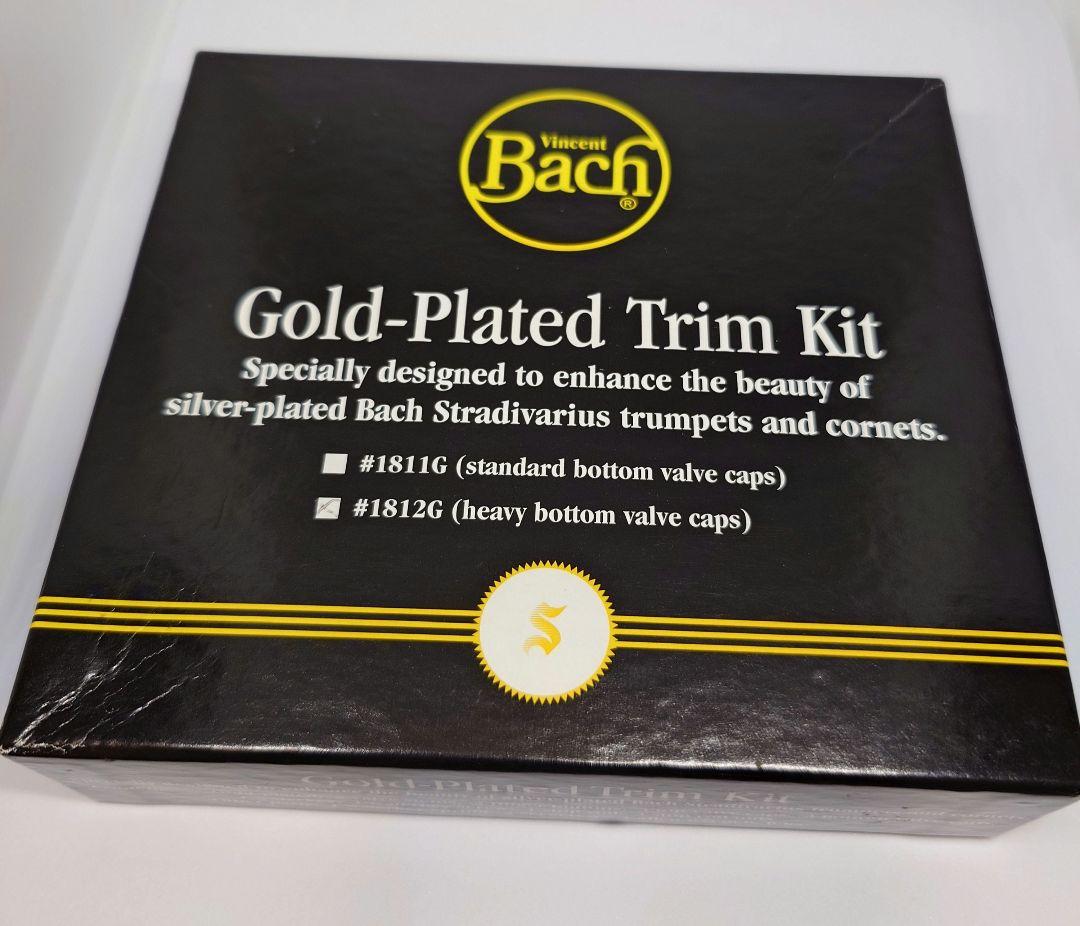 Vincent
Bach
®
Gold-Plated Trim Kit
Specially designed to enhance the beauty of
silver-plated Bach Stradivarius trumpets and cornets.
#1811G (standard bottom valve caps)
#1812G (heavy bottom valve caps)
S
Gold-Plated Trim Kit